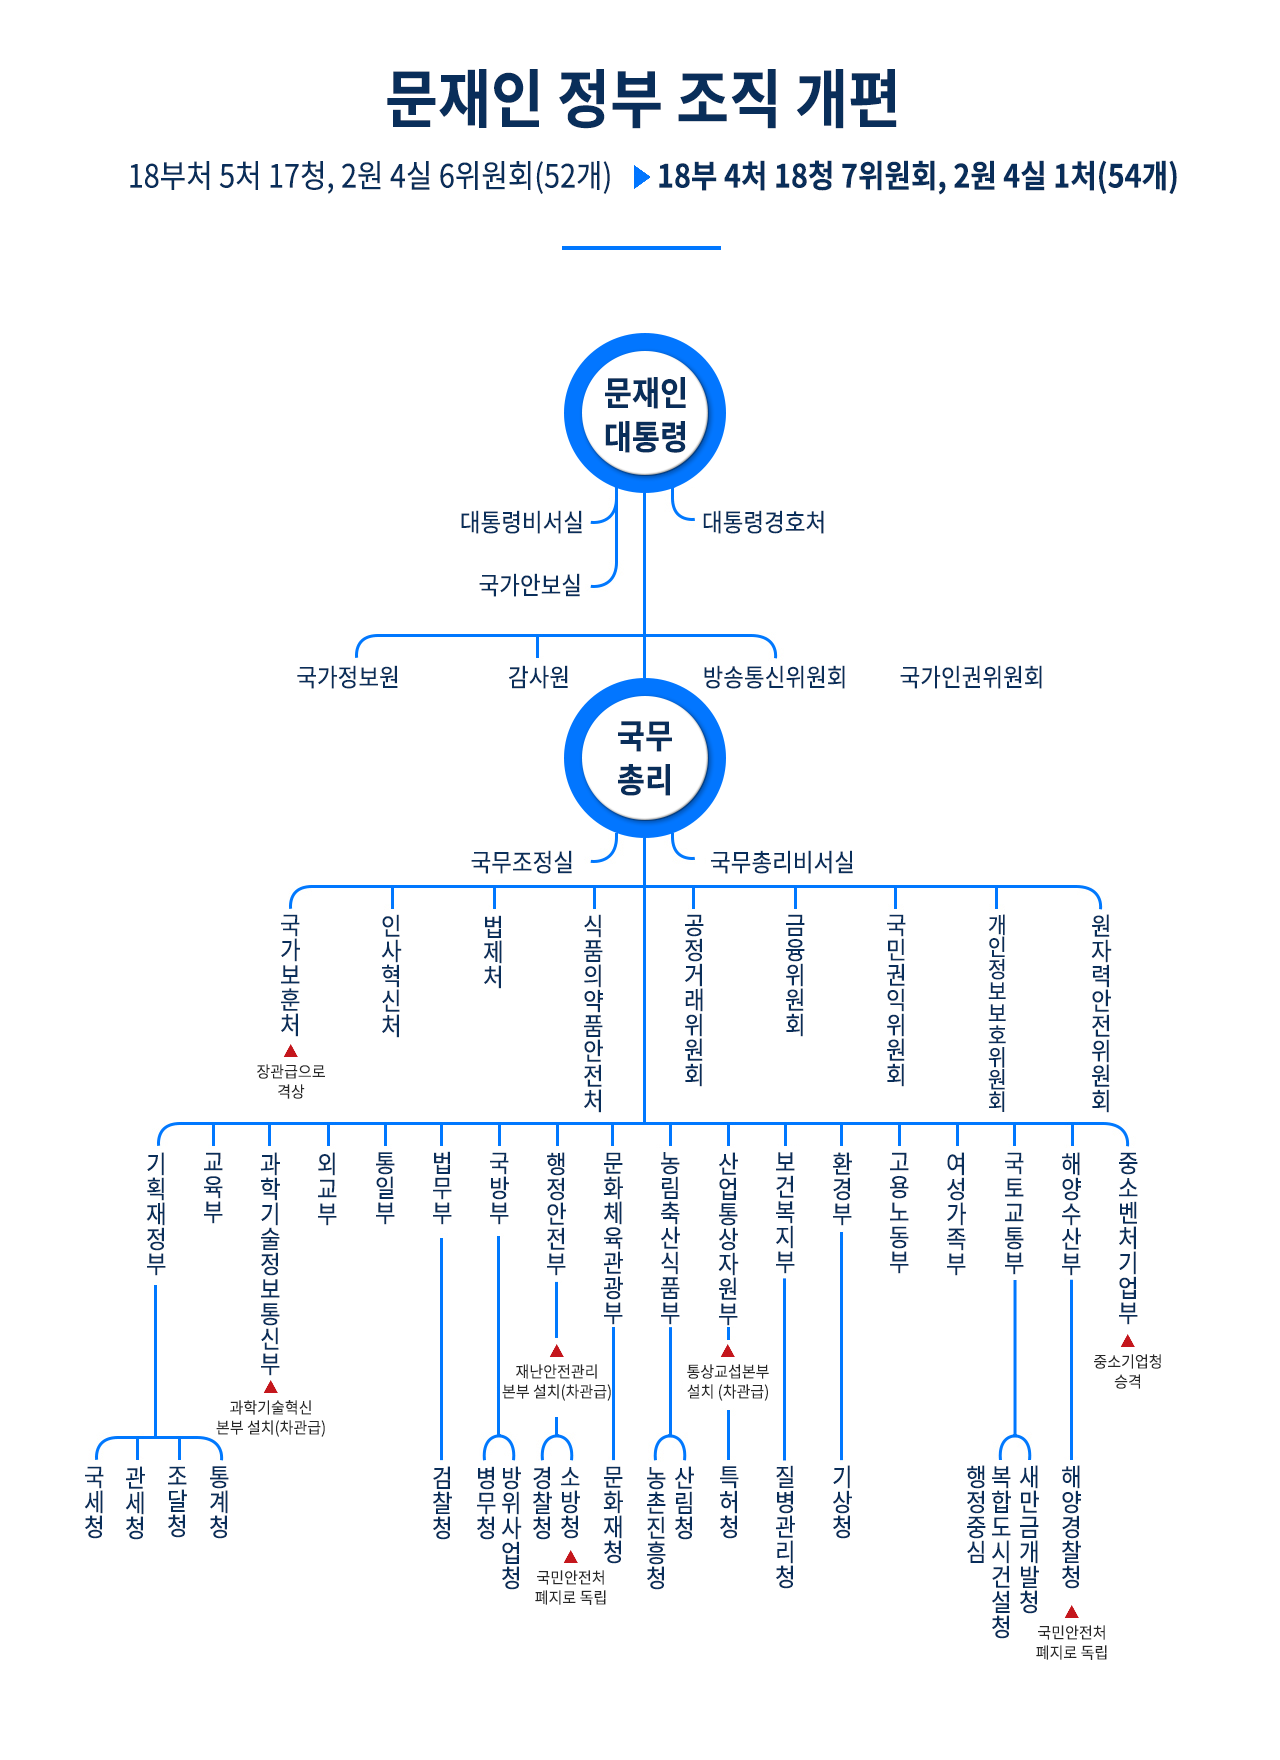 문재인 정부 조직 개편
18부처 5처 17청, 2원 4실 6위원회(52개) ▶ 18부 4처 18청 7위원회, 2원 4실 1처(54개)
문재인
대통령
대통령비서실
대통령경호처
국가안보실
국가정보원
감사원
방송통신위원회
국가인권위원회
국무
총리
국무조정실
국무총리비서실
국가보훈처
▲
장관급으로
격상
인사혁신처
법제처
식품의약품안전처
공정거래위원회
금융위원회
국민권익위원회
개인정보보호위원회
원자력안전위원회
기획재정부
교육부
과학기술정보통신부
▲
과학기술혁신
본부 설치(차관급)
외교부
통일부
법무부
국방부
행정안전부
▲
재난안전관리
본부 설치(차관급)
문화체육관광부
농림축산식품부
산업통상자원부
▲
통상교섭본부
설치 (차관급)
보건복지부
환경부
고용노동부
여성가족부
국토교통부
해양수산부
중소벤처기업부
▲
중소기업청
승격
국세청
관세청
조달청
통계청
검찰청
병무청
방위사업청
경찰청
소방청
▲
국민안전처
폐지로 독립
문화재청
농촌진흥청
산림청
특허청
질병관리청
기상청
행정중심
복합도시건설청
새만금개발청
해양경찰청
▲
국민안전처
폐지로 독립